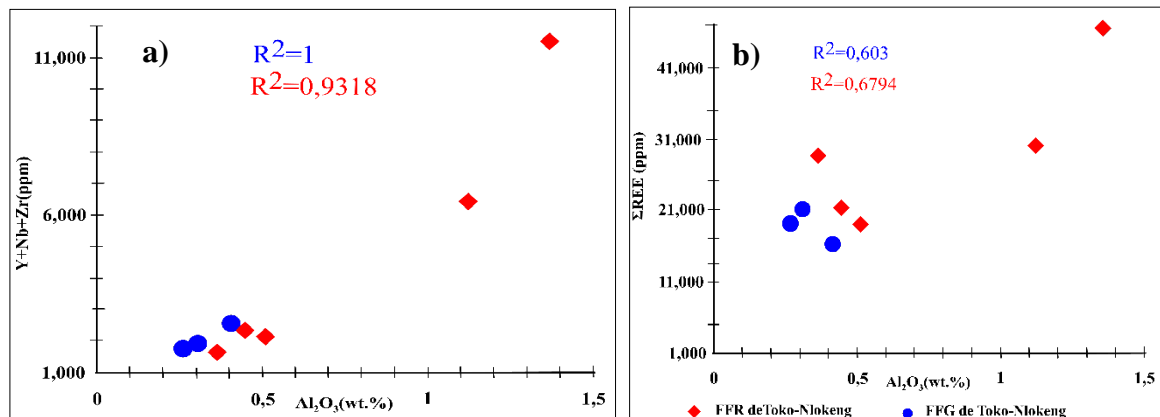 a)
R²=1
R²=0,9318
Y+Nb+Zr(ppm)
11,000
6,000
1,000
0
0,5
1
1,5
Al₂O₃(wt.%)
b)
R²=0,603
R²=0,6794
ΣREE (ppm)
41,000
31,000
21,000
11,000
1,000
0
0,5
1
1,5
Al₂O₃(wt.%)
FFR deToko-Nlokeng
FFG de Toko-Nlokeng